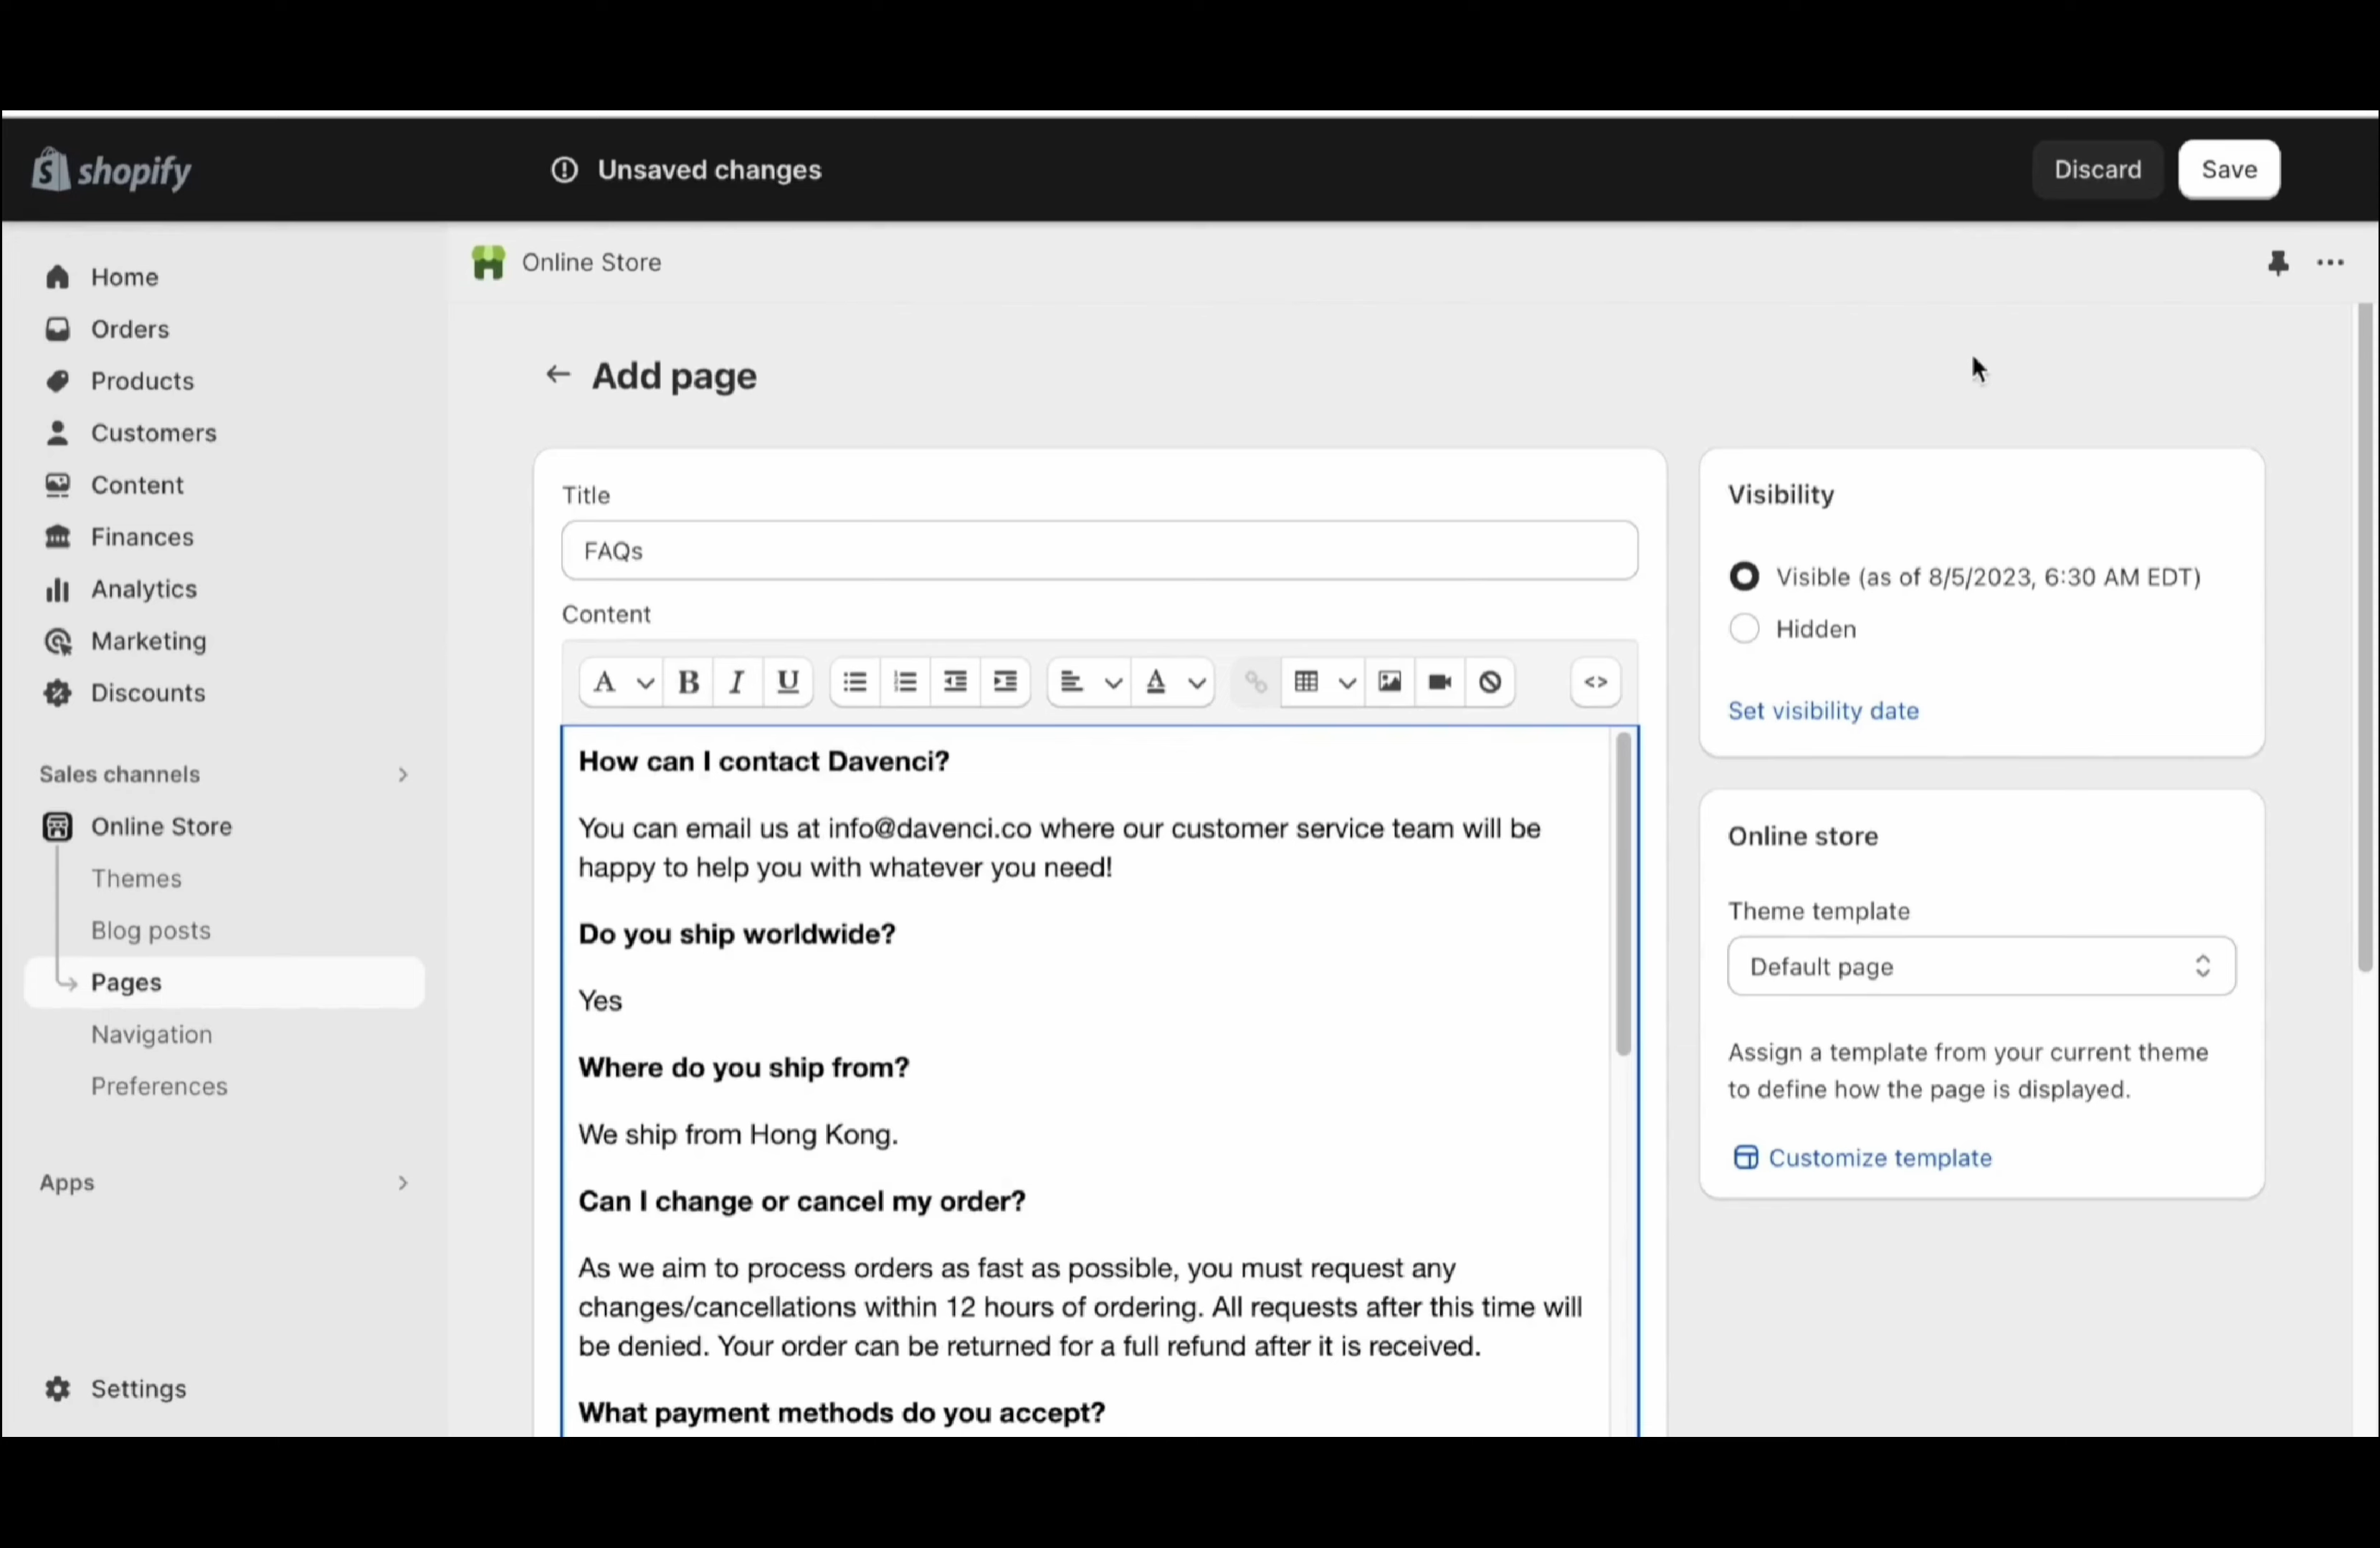 shopify
Unsaved changes
Discard
Save
Home
Orders
Products
Customers
Content
Finances
Analytics
Marketing
Discounts
Sales channels
Online Store
Themes
Blog posts
Pages
Navigation
Preferences
Apps
Settings
Online Store
Add page
Title
FAQs
Content
A B I U A <>
How can I contact Davenci?
You can email us at info@davenci.co where our customer service team will be
happy to help you with whatever you need!
Do you ship worldwide?
Yes
Where do you ship from?
We ship from Hong Kong.
Can I change or cancel my order?
As we aim to process orders as fast as possible, you must request any
changes/cancellations within 12 hours of ordering. All requests after this time will
be denied. Your order can be returned for a full refund after it is received.
What payment methods do you accept?
Visibility
Visible (as of 8/5/2023, 6:30 AM EDT)
Hidden
Set visibility date
Online store
Theme template
Default page
Assign a template from your current theme
to define how the page is displayed.
Customize template